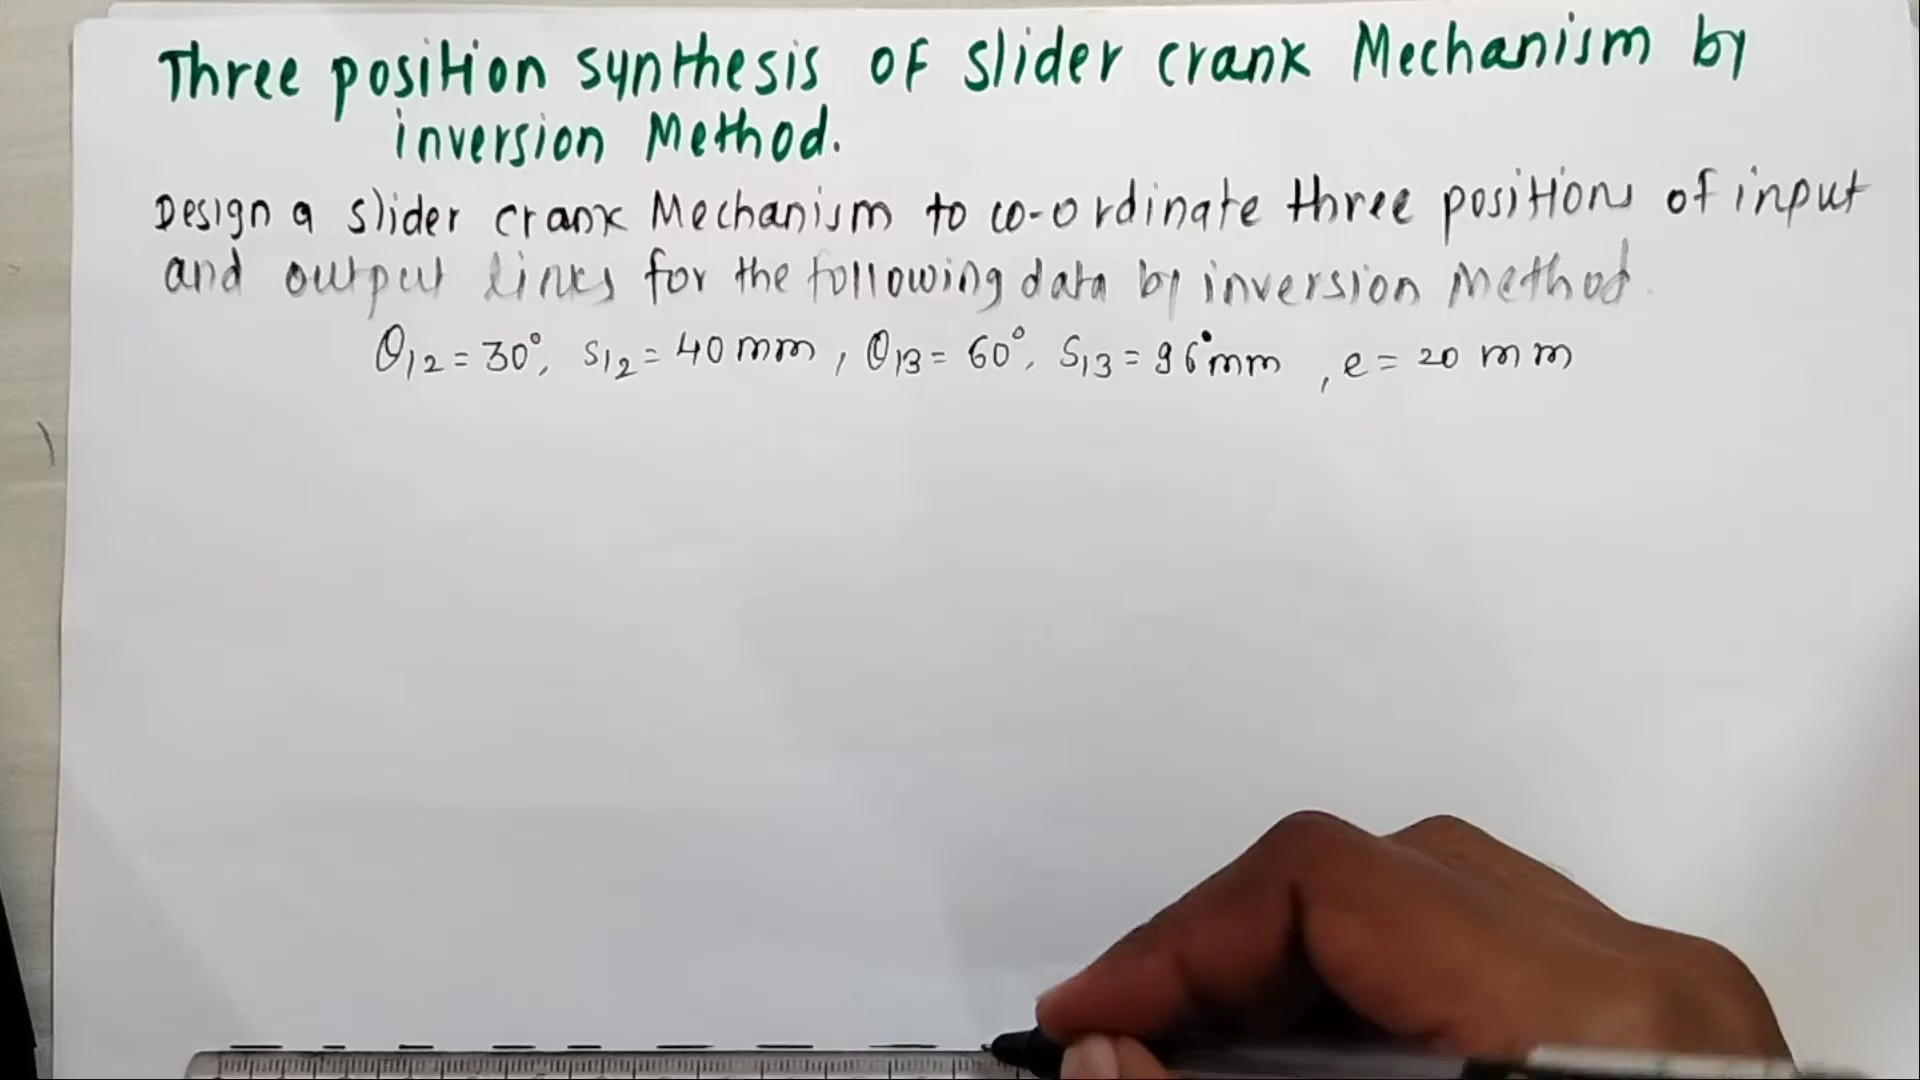 Three position synthesis of slider crank Mechanism by
inversion Method.
Design a slider crank Mechanism to co-ordinate three positions of input
and output links for the following data by inversion Method.
θ12 = 30°, S12 = 40 mm, θ13 = 60°, S13 = 96 mm, e = 20 mm